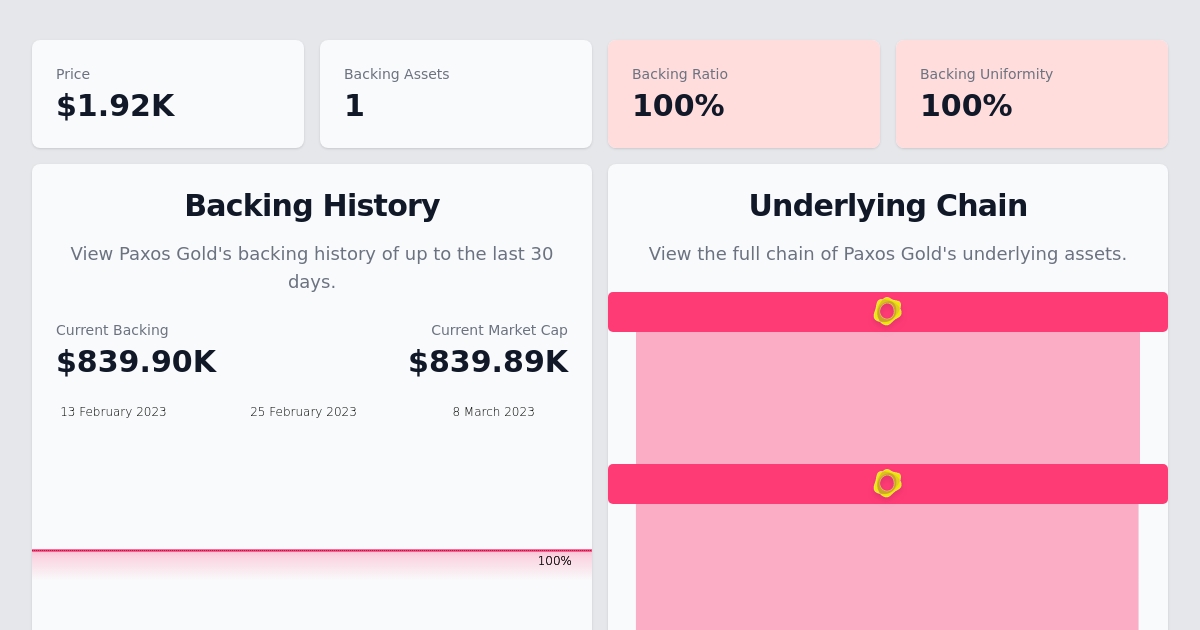 Price
$1.92K
Backing Assets
1
Backing Ratio
100%
Backing Uniformity
100%
Backing History
View Paxos Gold's backing history of up to the last 30
days.
Current Backing
$839.90K
Current Market Cap
$839.89K
13 February 2023
25 February 2023
8 March 2023
100%
Underlying Chain
View the full chain of Paxos Gold's underlying assets.